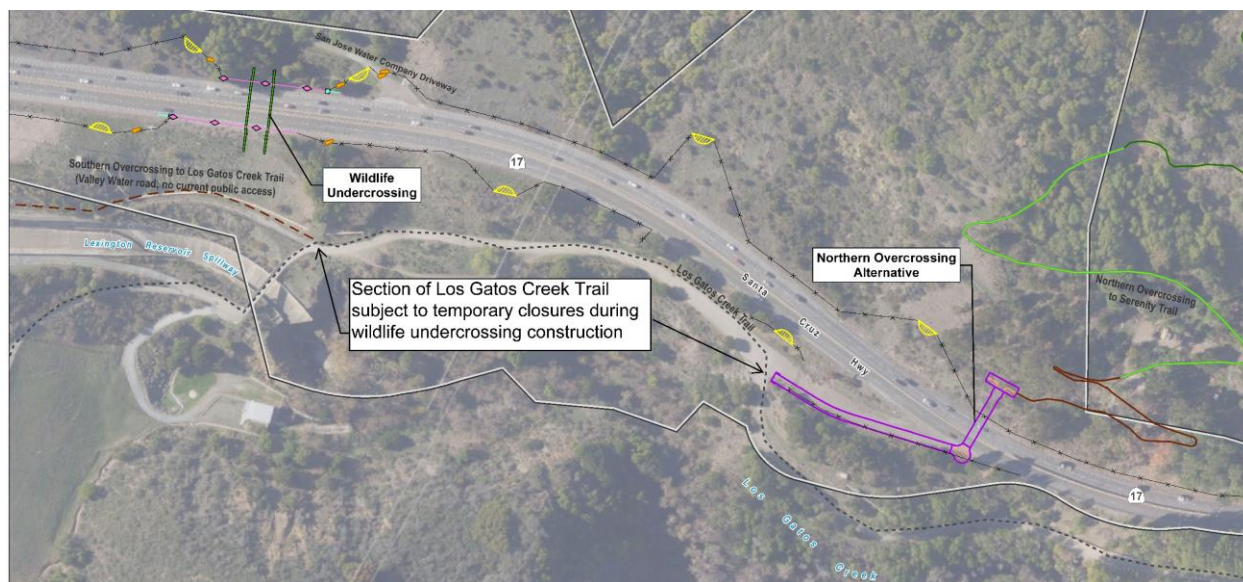 San Jose Water Company Driveway
17
Southern Overcrossing to Los Gatos Creek Trail
(Valley Water road; no current public access)
Wildlife
Undercrossing
Lexington Reservoir Spillway
Section of Los Gatos Creek Trail
subject to temporary closures during
wildlife undercrossing construction
Los Gatos Creek Trail
Santa Cruz Hwy
Northern Overcrossing
Alternative
Northern Overcrossing
to Serenity Trail
17
Los Gatos Creek